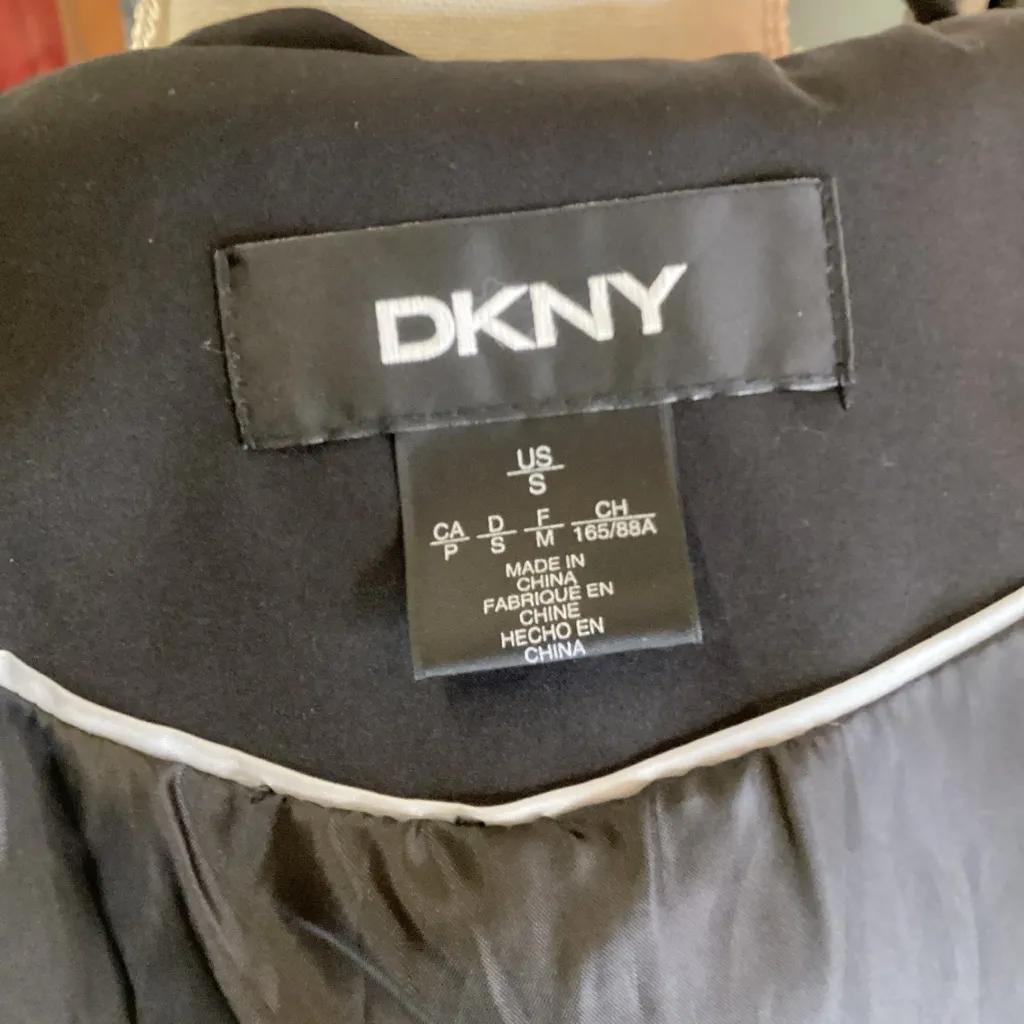 DKNY
US
S
CA D F CH
P S M 165/88A
MADE IN
CHINA
FABRIQUE EN
CHINE
HECHO EN
CHINA